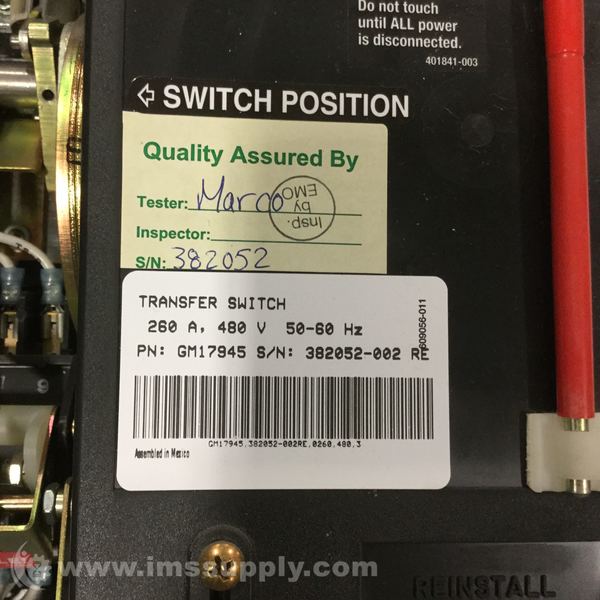 Do not touch
until ALL power
is disconnected.
401841-003
SWITCH POSITION
Quality Assured By
Tester: Marco
Insp.
by
EMO
Inspector:
S/N: 382052
TRANSFER SWITCH
260 A, 480 V 50-60 Hz
PN: GM17945 S/N: 382052-002 RE
609056-011
GM17945,382052-002RE,0260,480,3
Assembled in Mexico
9
www.imssupply.com
REINSTALL